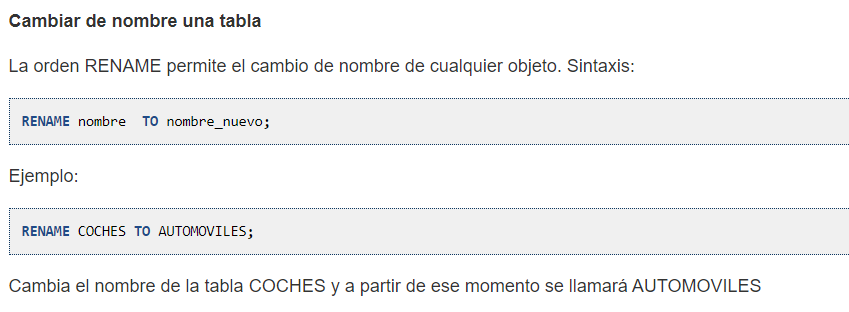 Cambiar de nombre una tabla
La orden RENAME permite el cambio de nombre de cualquier objeto. Sintaxis:
RENAME nombre  TO nombre_nuevo;
Ejemplo:
RENAME COCHES TO AUTOMOVILES;
Cambia el nombre de la tabla COCHES y a partir de ese momento se llamará AUTOMOVILES